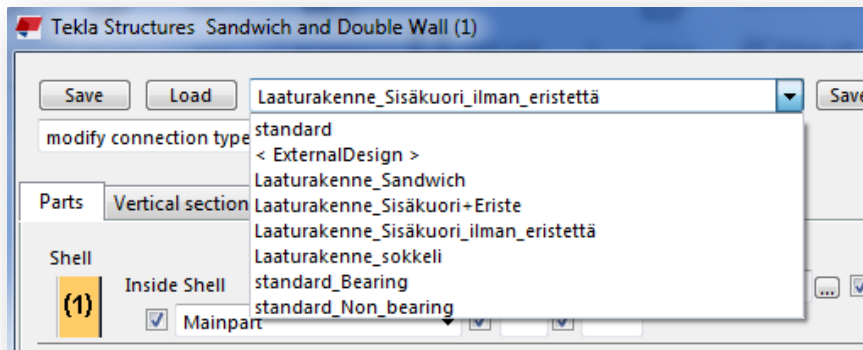 Tekla Structures Sandwich and Double Wall (1)
Save Load Laaturakenne_Sisäkuori_ilman_eristettä Save
modify connection type
standard
< ExternalDesign >
Laaturakenne_Sandwich
Parts Vertical section
Laaturakenne_Sisäkuori+Eriste
Laaturakenne_Sisäkuori_ilman_eristettä
Laaturakenne_sokkeli
Shell
Inside Shell
standard_Bearing
...
(1)
standard_Non_bearing
Mainpart